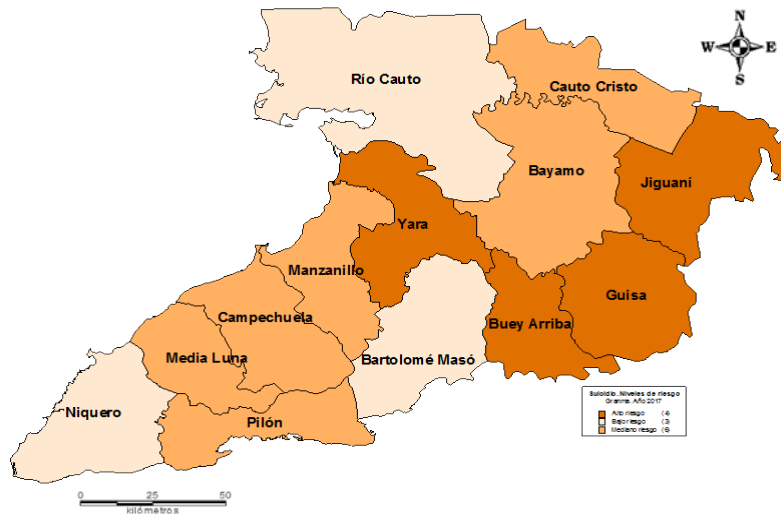 N
W E
S
Río Cauto
Cauto Cristo
Bayamo
Jiguaní
Yara
Manzanillo
Guisa
Campechuela
Buey Arriba
Media Luna
Bartolomé Masó
Niquero
Pilón
Suicidio. Niveles de riesgo
Granma. Año 2017
Alto riesgo (4)
Bajo riesgo (3)
Mediano riesgo (6)
0 25 50
kilómetros